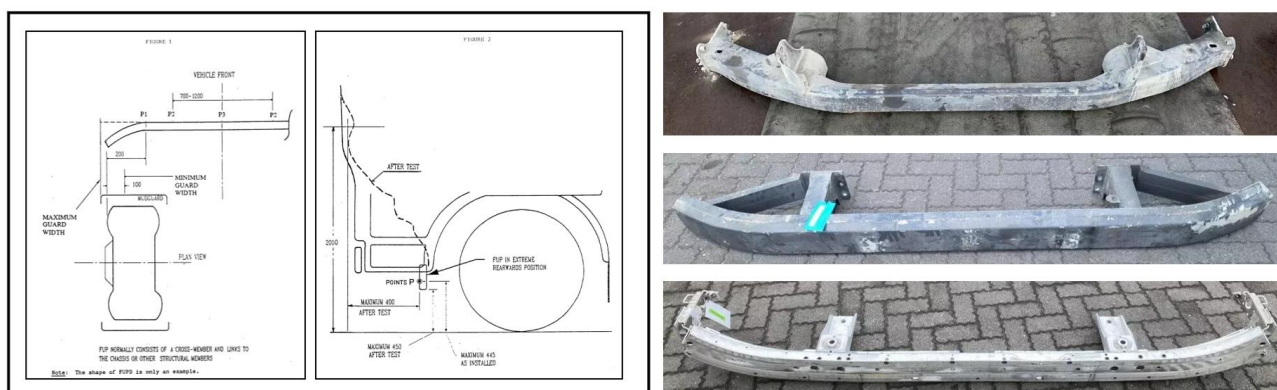 FIGURE 1
VEHICLE FRONT
700-1200
P1 P2 P3 P2
200
100
MINIMUM
GUARD
WIDTH
MUDGUARD
MAXIMUM
GUARD
WIDTH
PLAN VIEW
FUP NORMALLY CONSISTS OF A CROSS-MEMBER AND LINKS TO
THE CHASSIS OR OTHER STRUCTURAL MEMBERS
Note: The shape of FUPS is only an example.
FIGURE 2
AFTER TEST
2000
FUP IN EXTREME
REARWARDS POSITION
POINTS P
MAXIMUM 400
AFTER TEST
MAXIMUM 450
AFTER TEST
MAXIMUM 445
AS INSTALLED